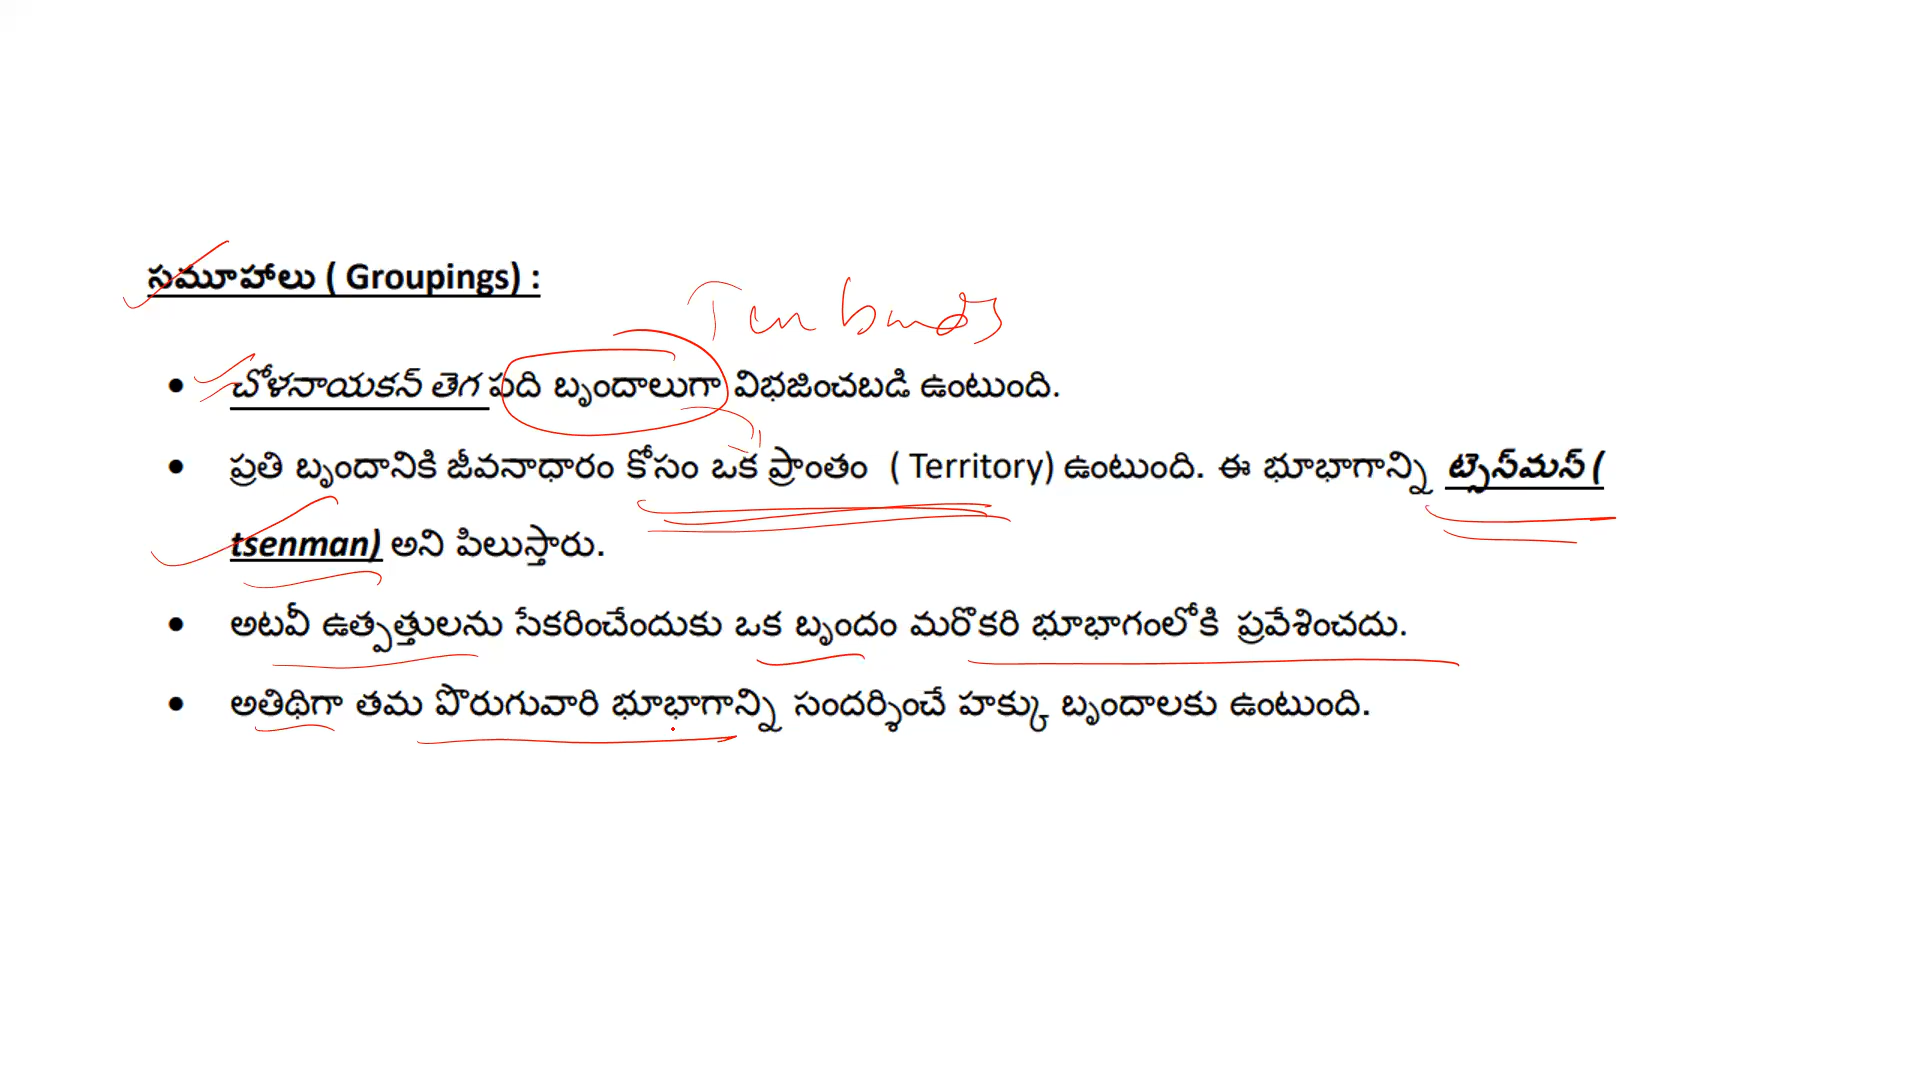 సమూహాలు ( Groupings) :
Ten bands
చోళనాయకన్ తెగ పది బృందాలుగా విభజించబడి ఉంటుంది.
ప్రతి బృందానికి జీవనాధారం కోసం ఒక ప్రాంతం ( Territory) ఉంటుంది. ఈ భూభాగాన్ని ట్సెన్‌మన్ (
tsenman) అని పిలుస్తారు.
అటవీ ఉత్పత్తులను సేకరించేందుకు ఒక బృందం మరొకరి భూభాగంలోకి ప్రవేశించదు.
అతిథిగా తమ పొరుగువారి భూభాగాన్ని సందర్శించే హక్కు బృందాలకు ఉంటుంది.